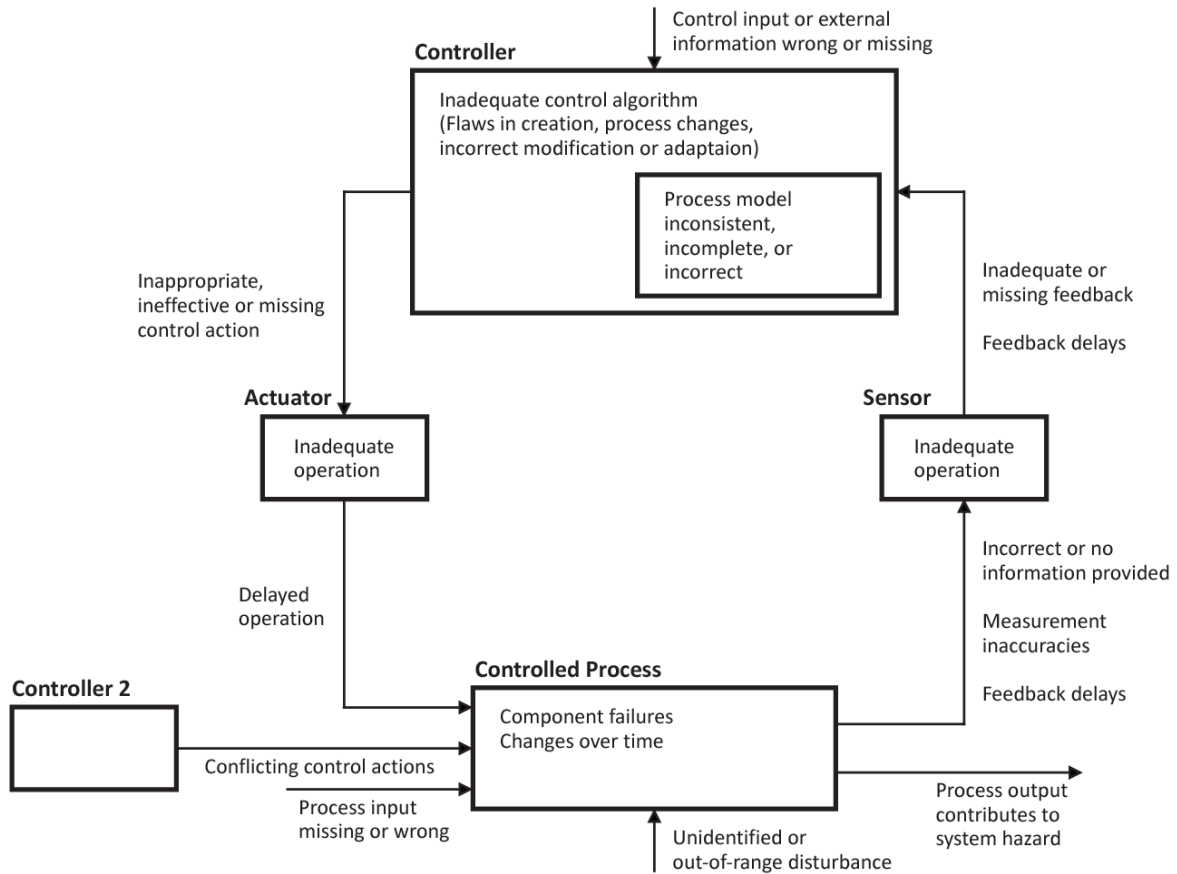 Control input or external
information wrong or missing
Controller
Inadequate control algorithm
(Flaws in creation, process changes,
incorrect modification or adaptaion)
Process model
inconsistent,
incomplete, or
incorrect
Inappropriate,
ineffective or missing
control action
Inadequate or
missing feedback
Feedback delays
Actuator
Inadequate
operation
Sensor
Inadequate
operation
Delayed
operation
Incorrect or no
information provided
Measurement
inaccuracies
Feedback delays
Controller 2
Controlled Process
Component failures
Changes over time
Conflicting control actions
Process input
missing or wrong
Unidentified or
out-of-range disturbance
Process output
contributes to
system hazard